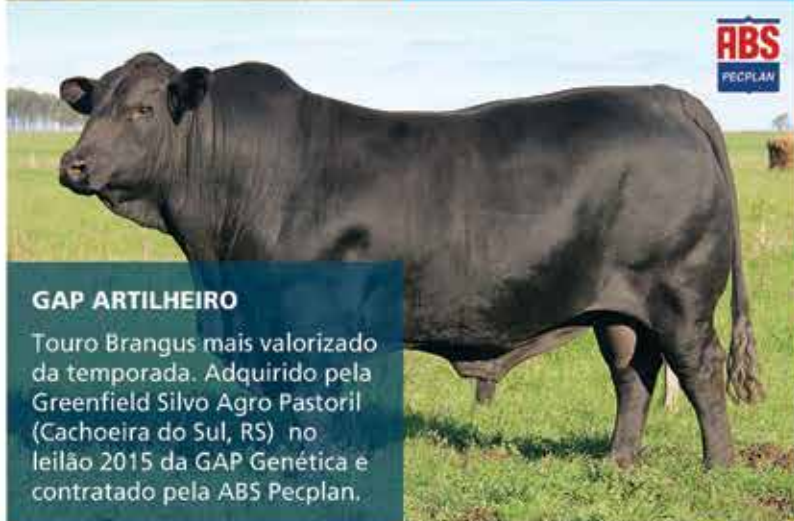 ABS
PECPLAN
GAP ARTILHEIRO
Touro Brangus mais valorizado
da temporada. Adquirido pela
Greenfield Silvo Agro Pastoril
(Cachoeira do Sul, RS) no
leilão 2015 da GAP Genética e
contratado pela ABS Pecplan.